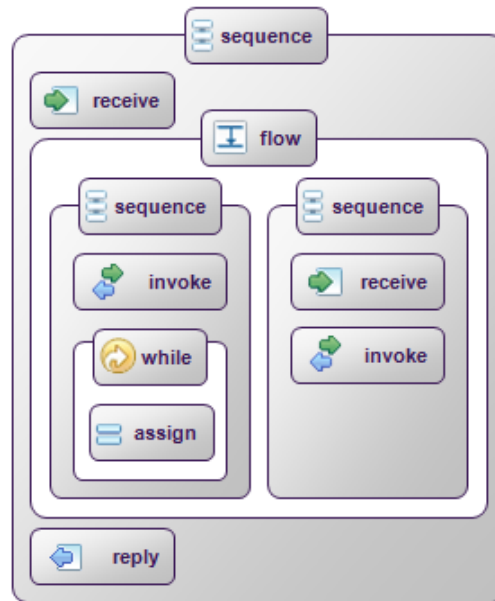 sequence
receive
flow
sequence
invoke
while
assign
sequence
receive
invoke
reply